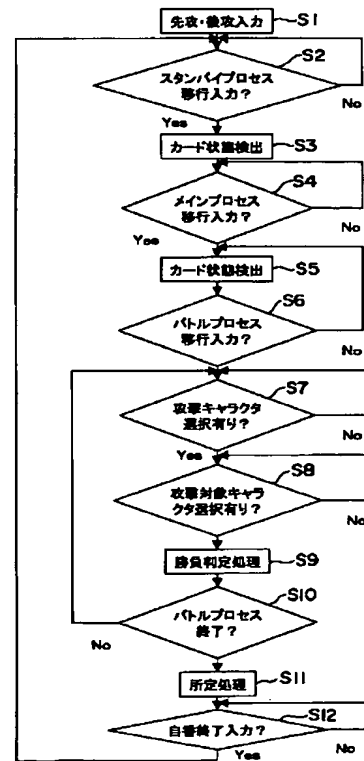 先攻・後攻入力
S1
スタンバイプロセス
移行入力？
S2
No
Yes
カード状態検出
S3
メインプロセス
移行入力？
S4
No
Yes
カード状態検出
S5
バトルプロセス
移行入力？
S6
No
攻撃キャラクタ
選択有り？
S7
No
Yes
攻撃対象キャラ
クタ選択有り？
S8
No
勝負判定処理
S9
バトルプロセス
終了？
S10
No
所定処理
S11
自番終了入力？
S12
No
Yes